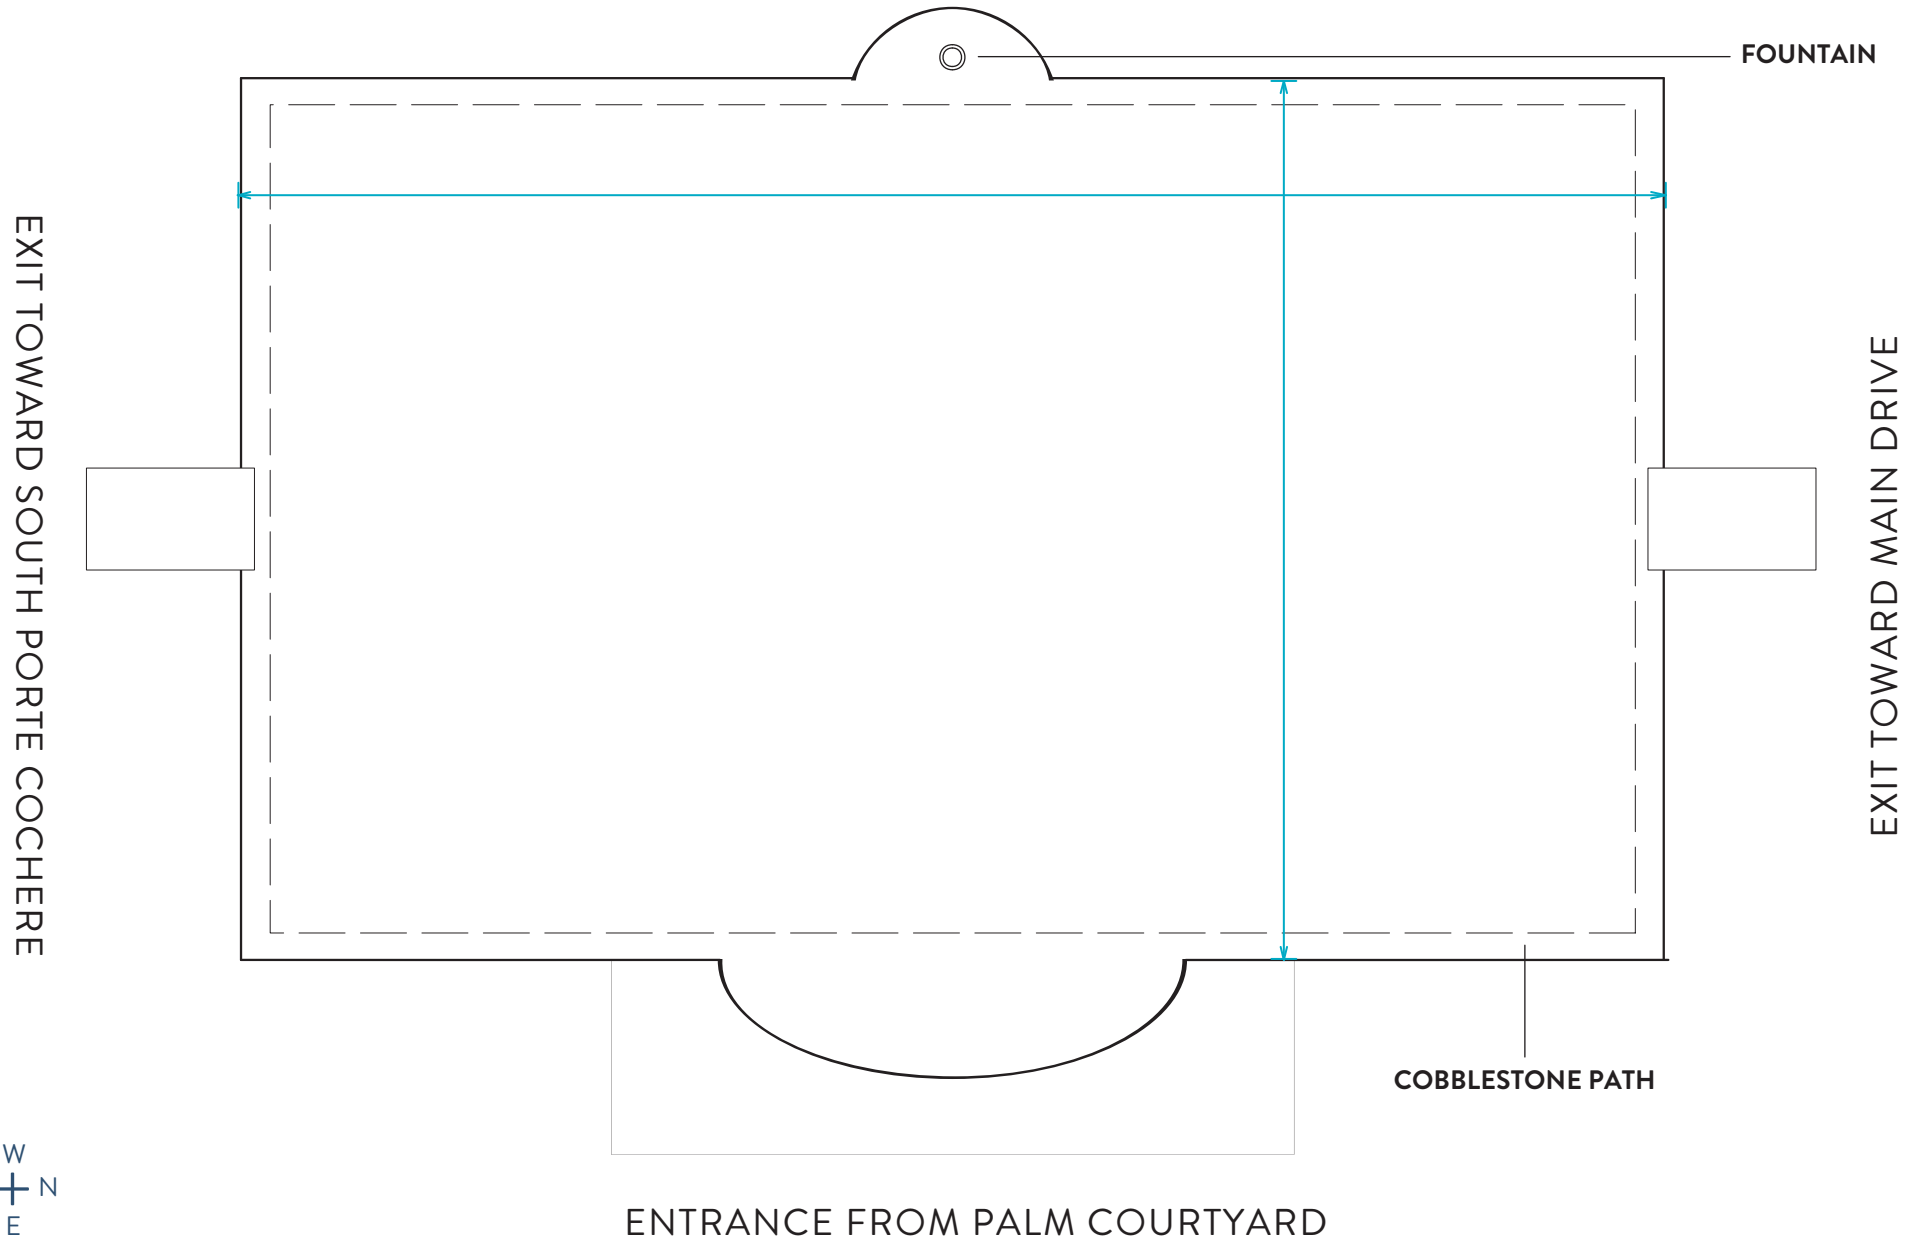 FOUNTAIN
EXIT TOWARD SOUTH PORTE COCHERE
EXIT TOWARD MAIN DRIVE
COBBLESTONE PATH
W
N
E
ENTRANCE FROM PALM COURTYARD